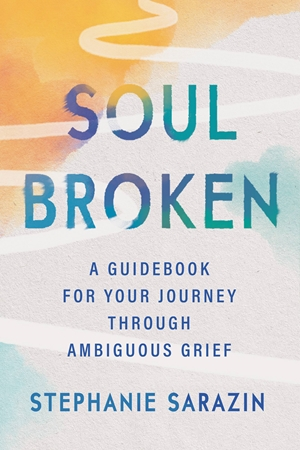 SOUL
BROKEN
A GUIDEBOOK
FOR YOUR JOURNEY
THROUGH
AMBIGUOUS GRIEF
STEPHANIE SARAZIN